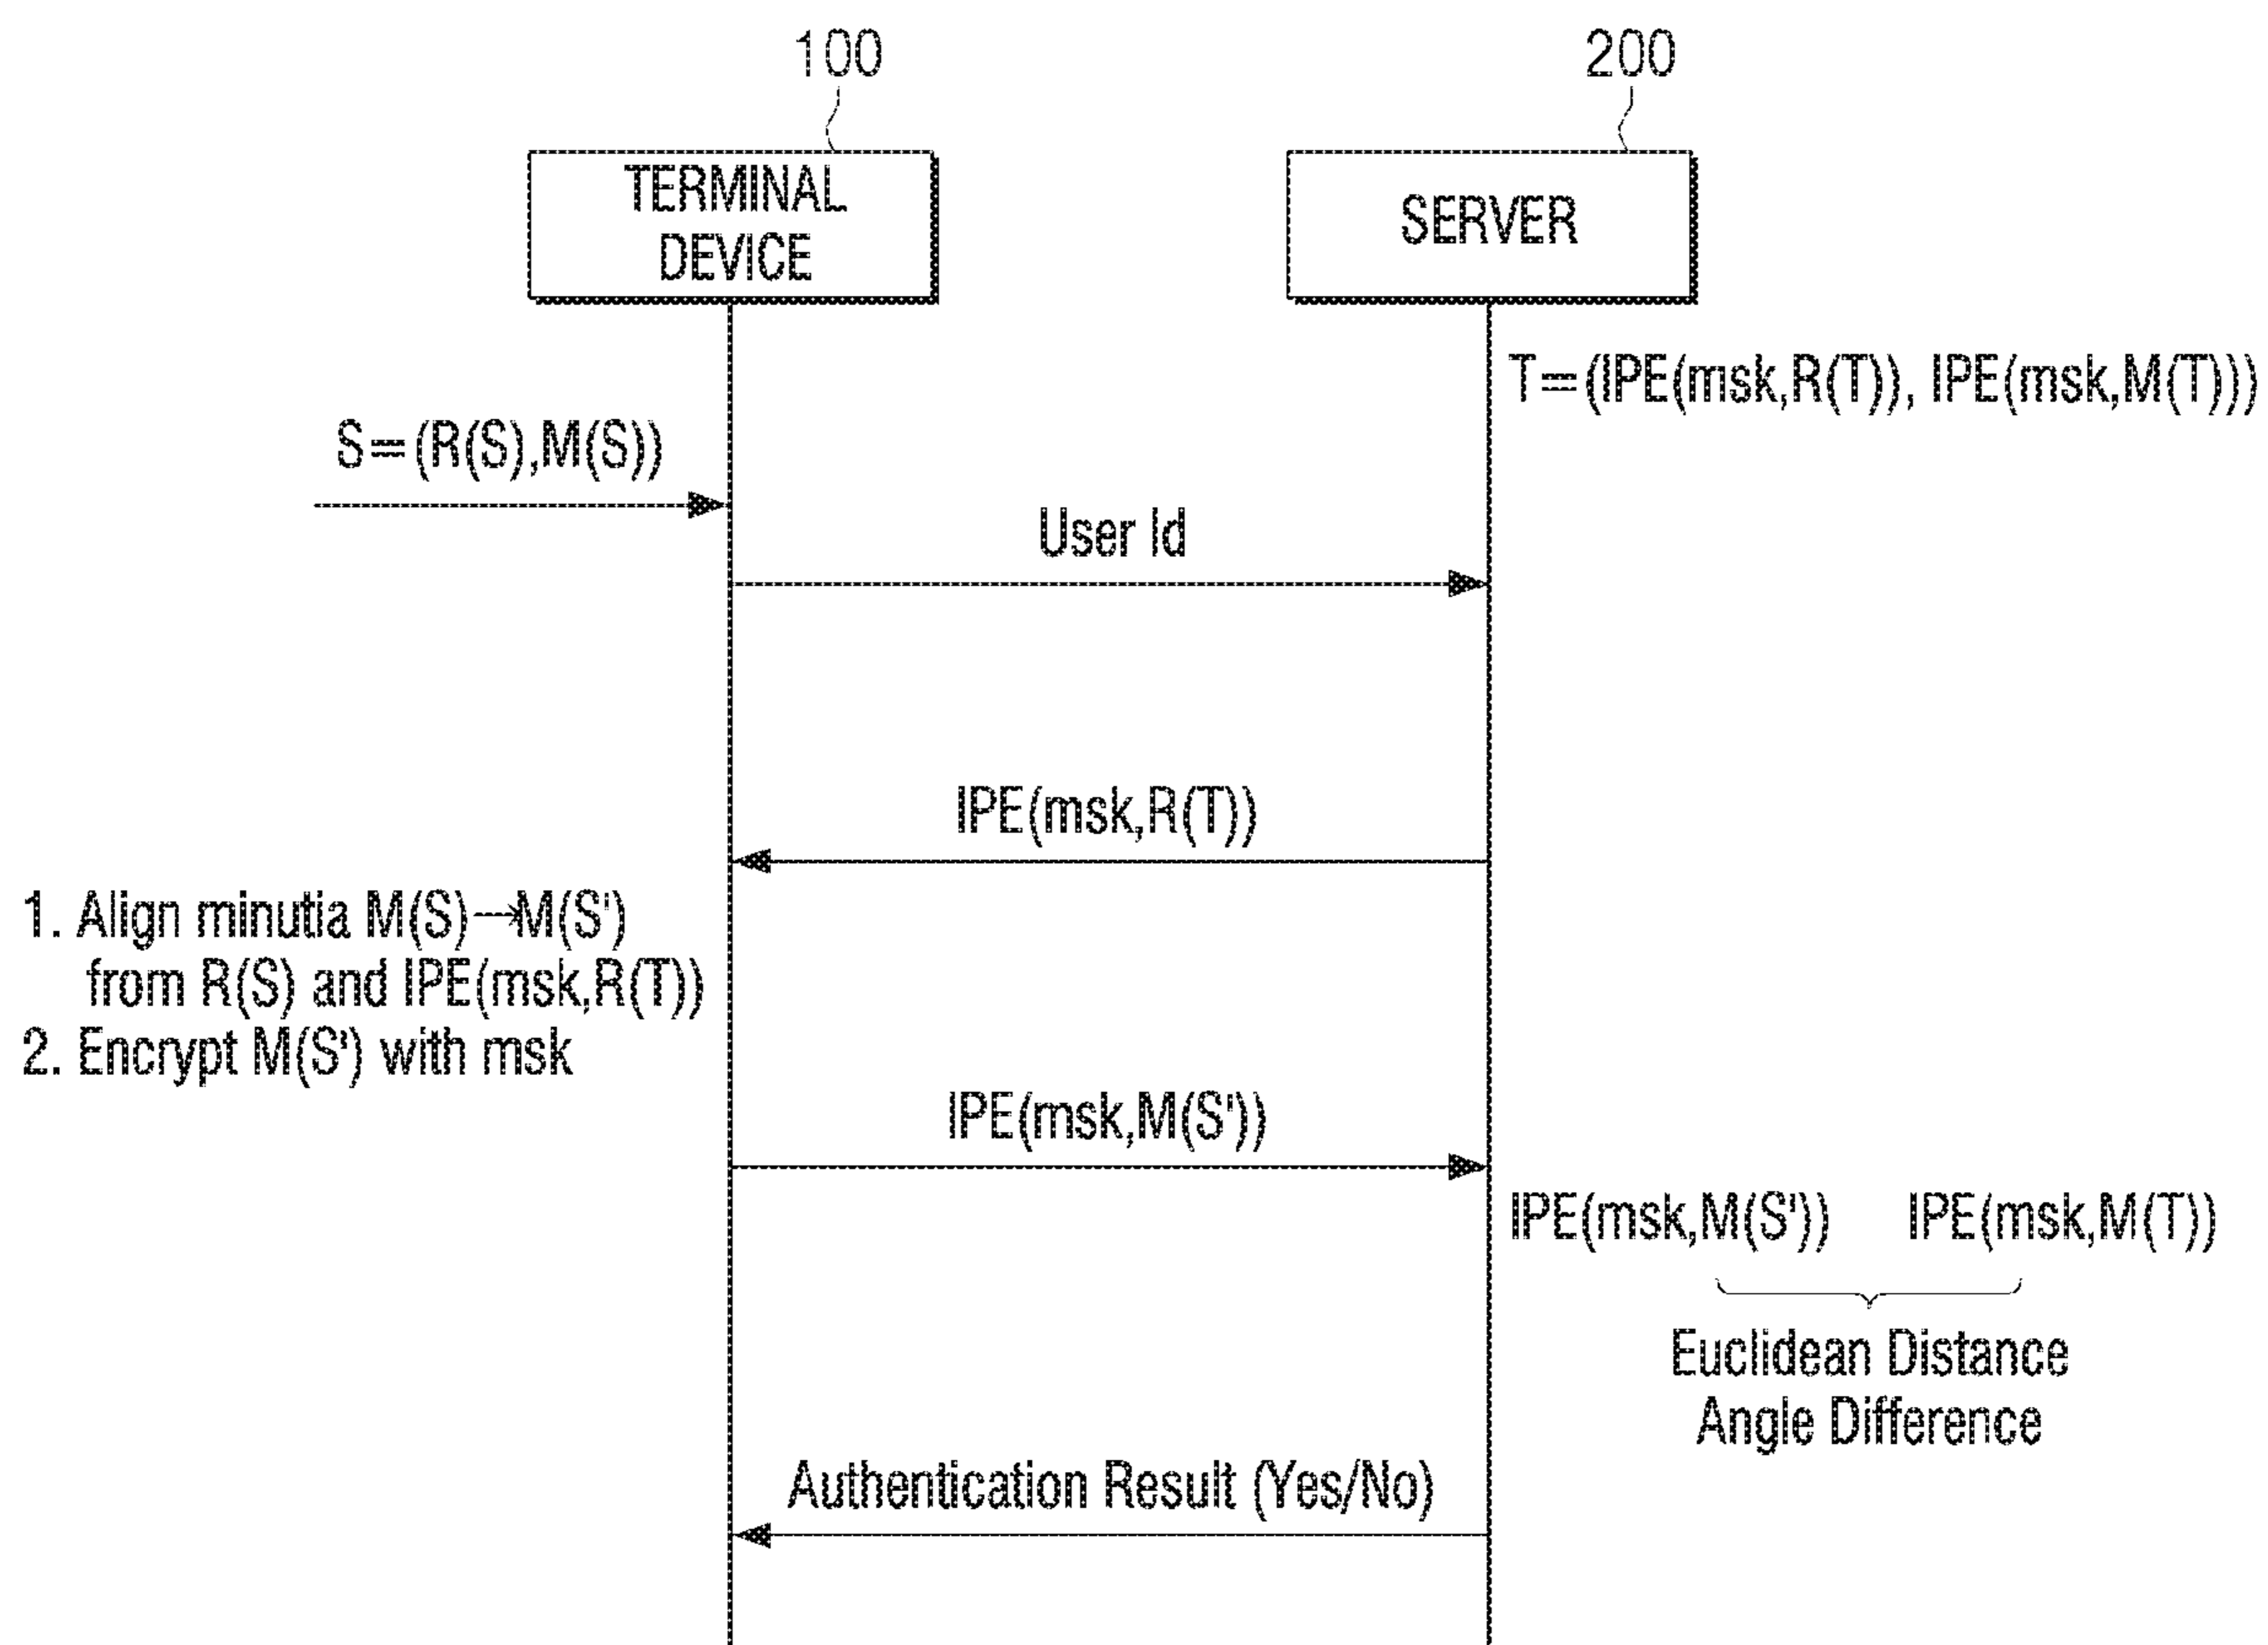 100
200
TERMINAL
DEVICE
SERVER
T=(IPE(msk,R(T)), IPE(msk,M(T)))
S=(R(S),M(S))
User Id
IPE(msk,R(T))
1. Align minutia M(S)→M(S')
from R(S) and IPE(msk,R(T))
2. Encrypt M(S') with msk
IPE(msk,M(S'))
IPE(msk,M(S')) IPE(msk,M(T))
Euclidean Distance
Angle Difference
Authentication Result (Yes/No)